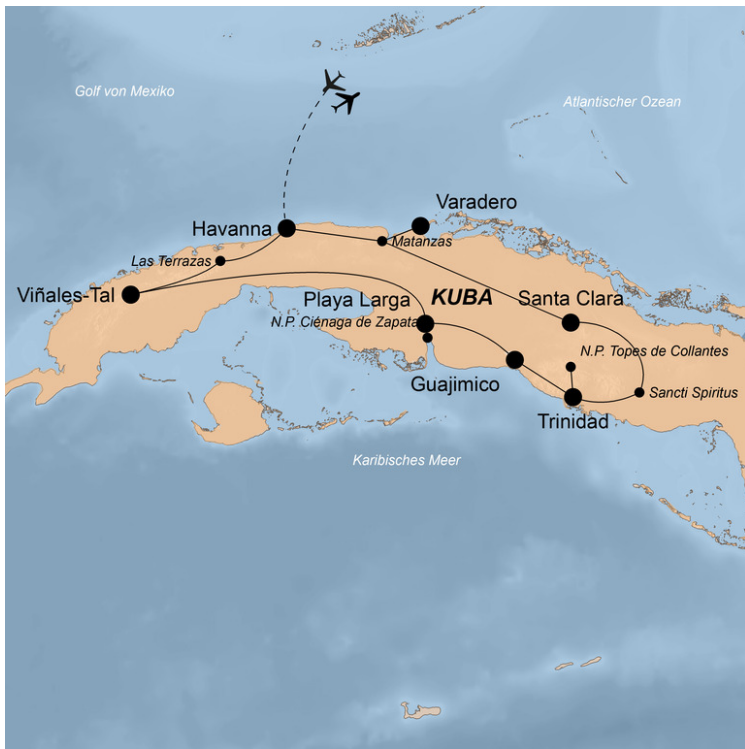 Golf von Mexiko
Atlantischer Ozean
Varadero
Havanna
Matanzas
Las Terrazas
Viñales-Tal
Playa Larga
KUBA
Santa Clara
N.P. Ciénaga de Zapata
N.P. Topes de Collantes
Guajimico
Sancti Spiritus
Trinidad
Karibisches Meer